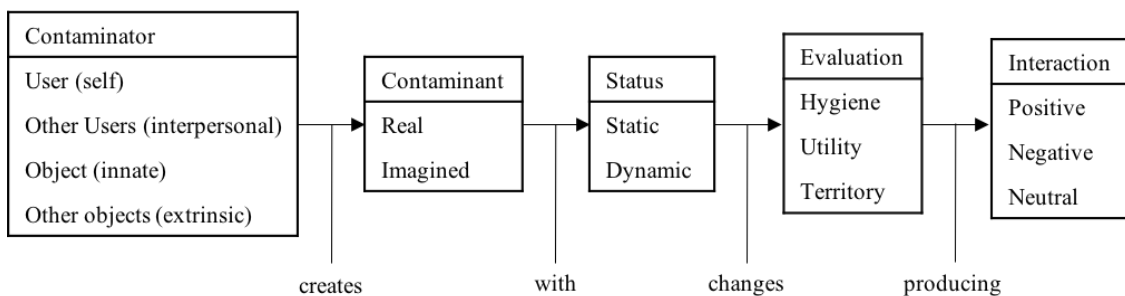 Contaminator
User (self)
Other Users (interpersonal)
Object (innate)
Other objects (extrinsic)
Contaminant
Real
Imagined
Status
Static
Dynamic
Evaluation
Hygiene
Utility
Territory
Interaction
Positive
Negative
Neutral
creates
with
changes
producing